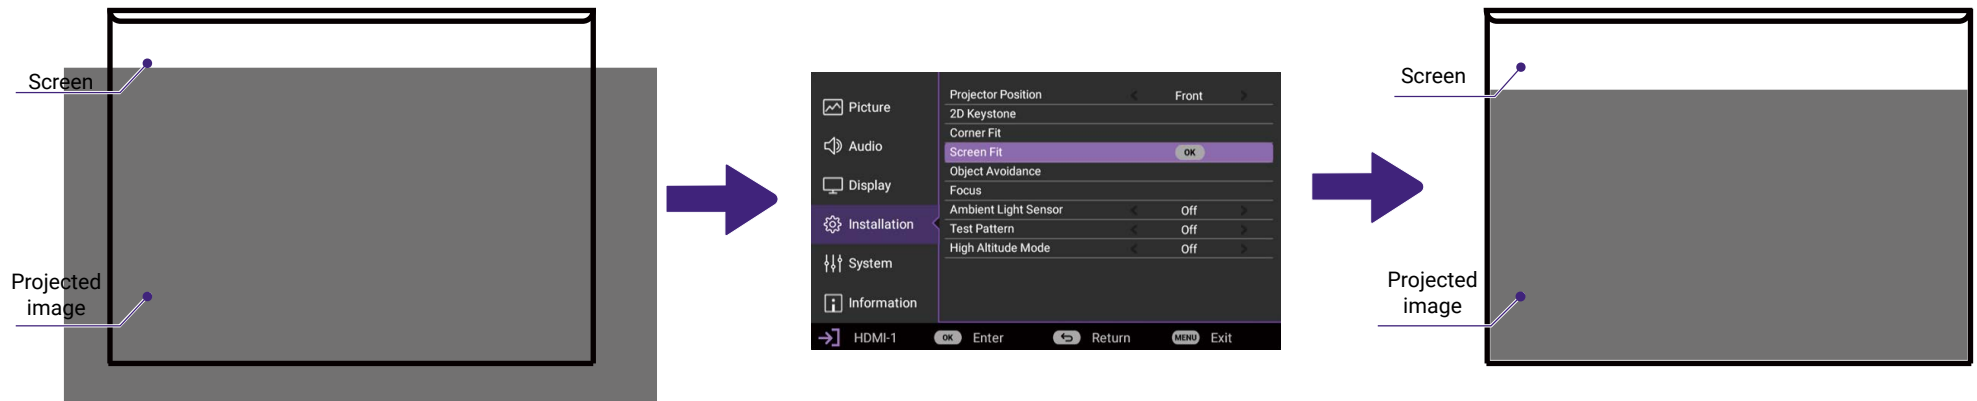 Screen
Projected
image
Picture
Audio
Display
Installation
System
Information
Projector Position Front
2D Keystone
Corner Fit
Screen Fit OK
Object Avoidance
Focus
Ambient Light Sensor Off
Test Pattern Off
High Altitude Mode Off
HDMI-1 OK Enter Return MENU Exit
Screen
Projected
image